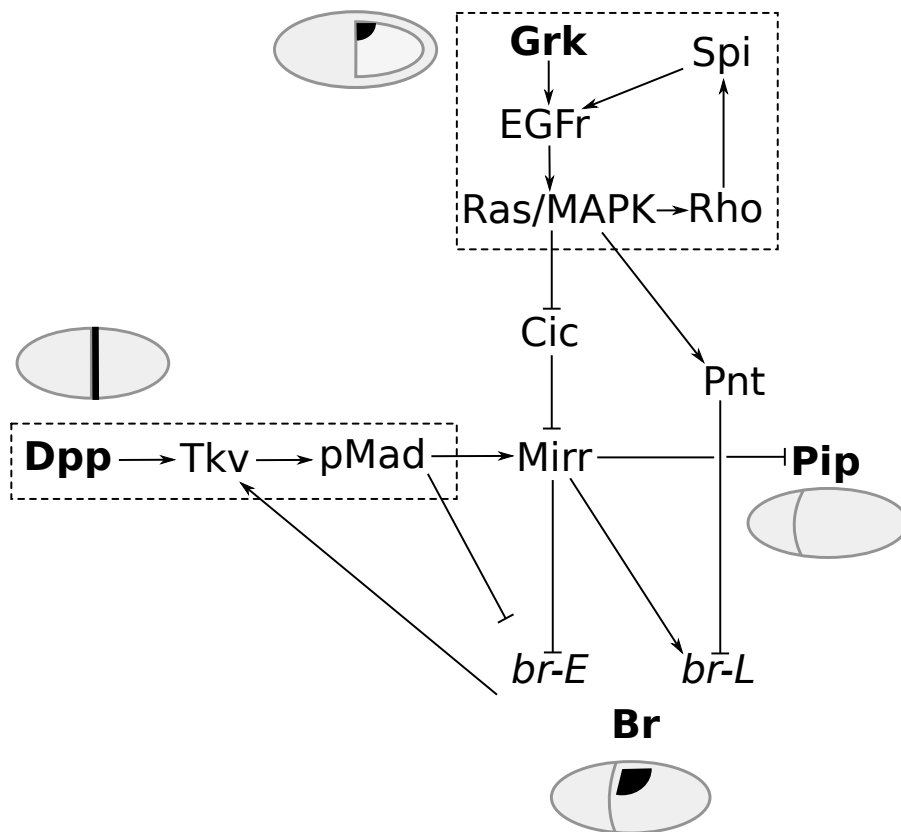 Grk
Spi
EGFr
Ras/MAPK
Rho
Cic
Pnt
Dpp
Tkv
pMad
Mirr
Pip
br-E
br-L
Br